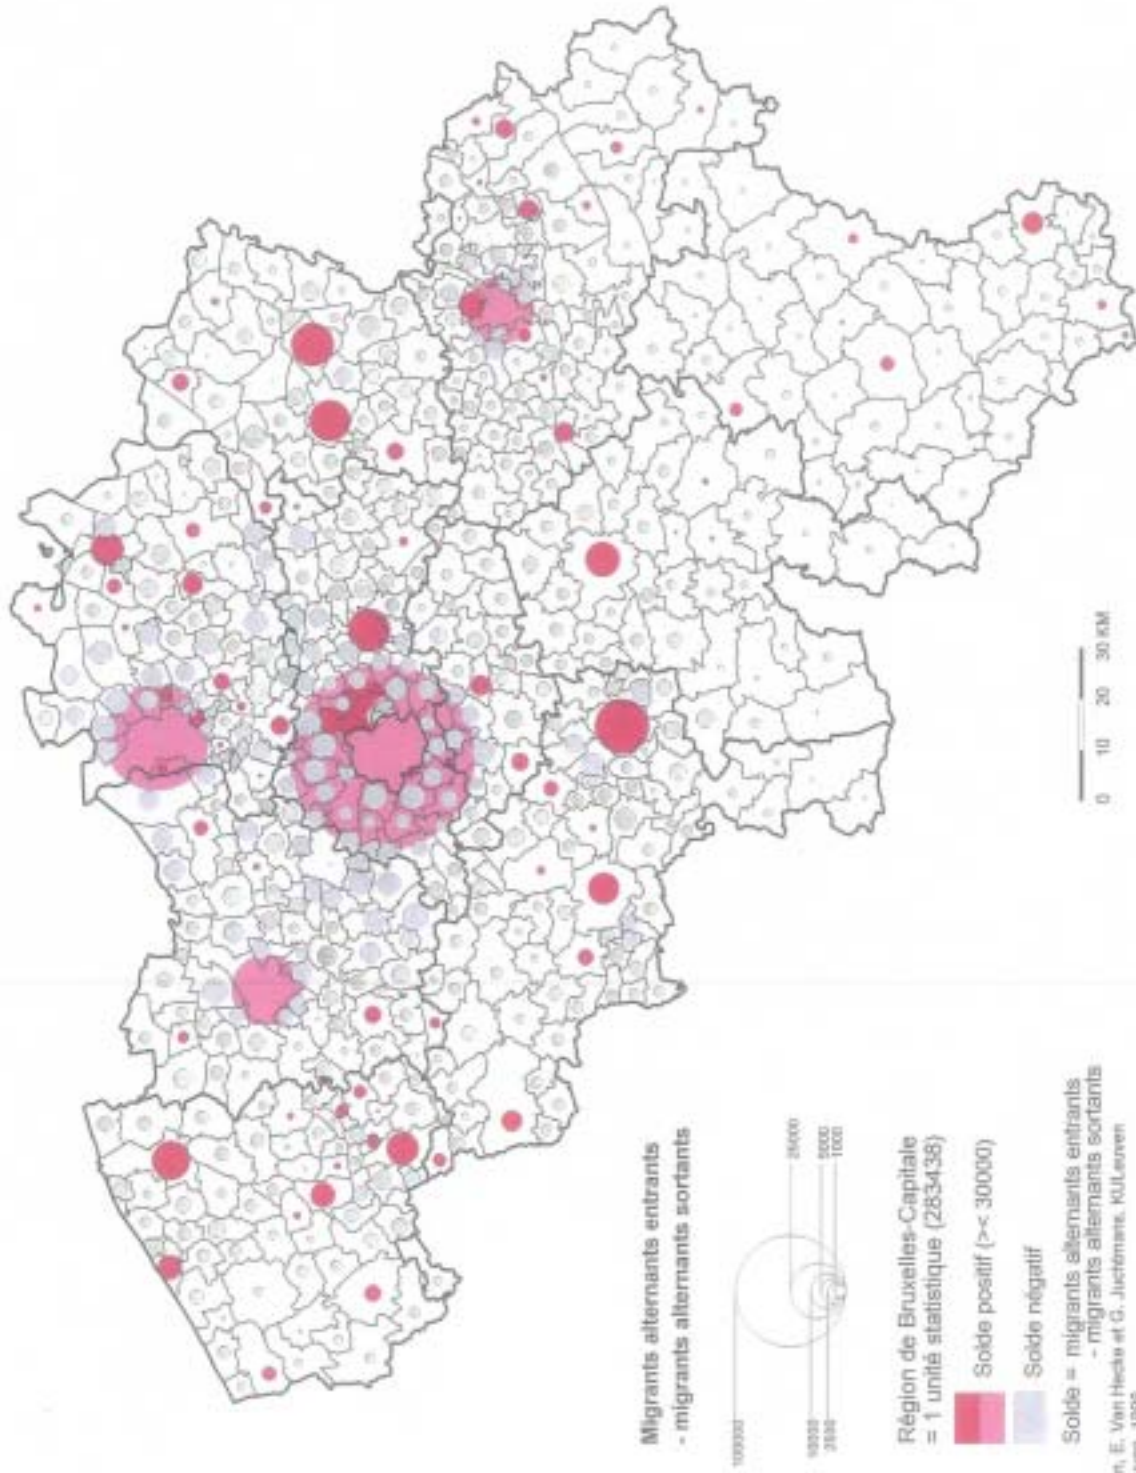 Migrants alternants entrants
- migrants alternants sortants
100000
10000
2500
25000
5000
1000
Région de Bruxelles-Capitale
= 1 unité statistique (283438)
Solde positif (>< 30000)
Solde négatif
Solde = migrants alternants entrants
- migrants alternants sortants
E. Van Hecke et G. Juchtmans, KULeuven
0 10 20 30 KM